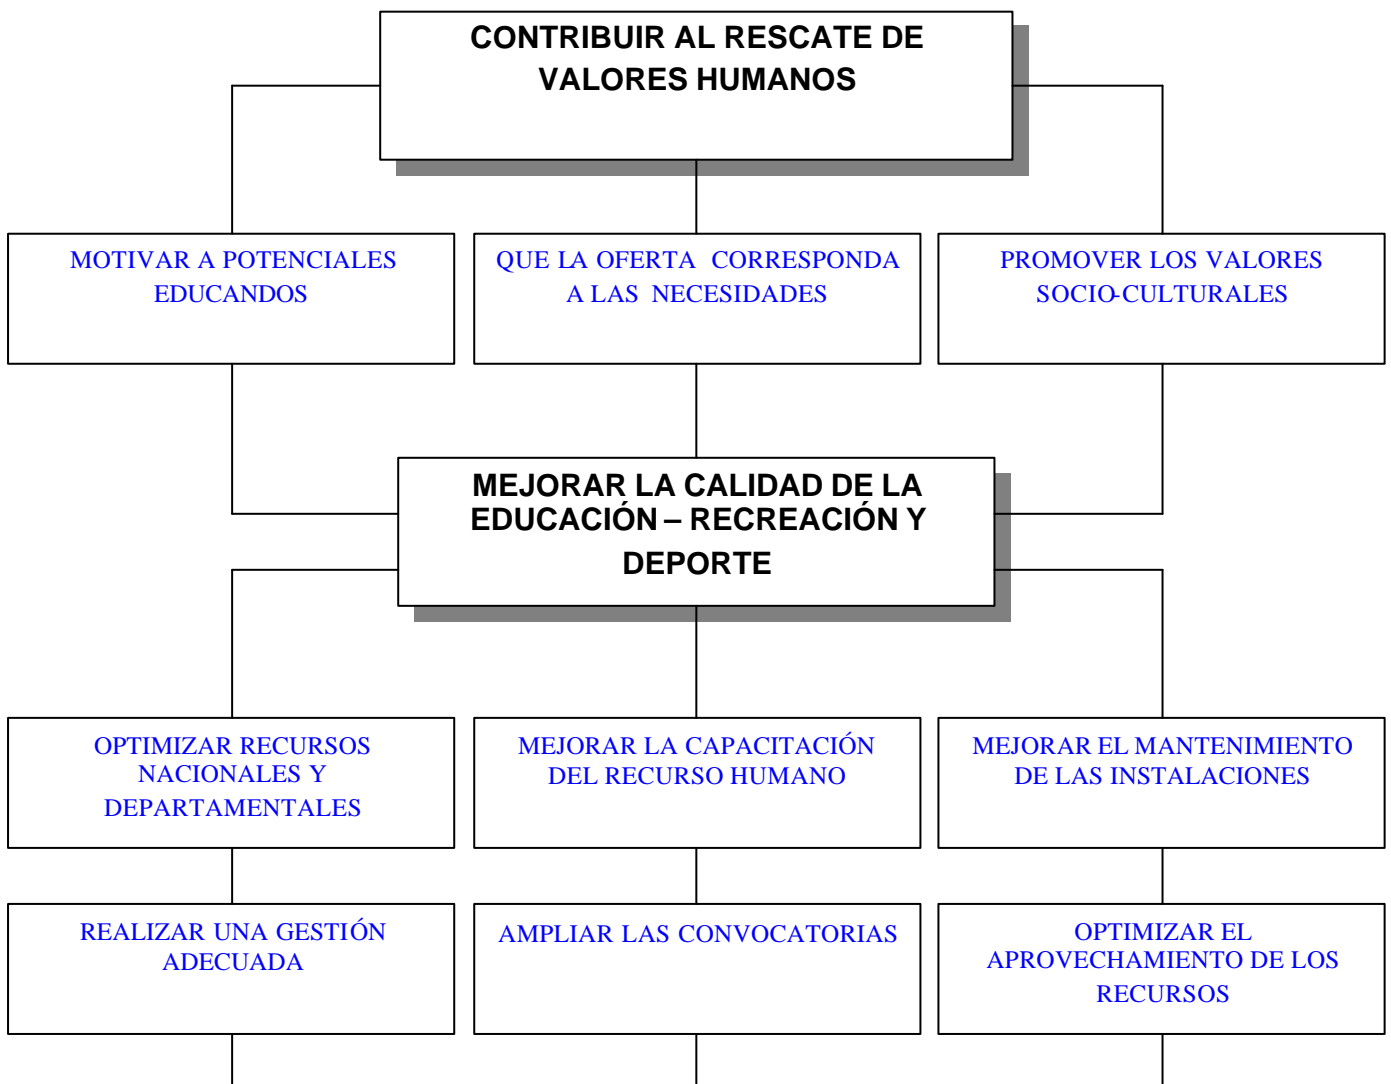 CONTRIBUIR AL RESCATE DE
VALORES HUMANOS
MOTIVAR A POTENCIALES
EDUCANDOS
QUE LA OFERTA CORRESPONDA
A LAS NECESIDADES
PROMOVER LOS VALORES
SOCIO-CULTURALES
MEJORAR LA CALIDAD DE LA
EDUCACIÓN – RECREACIÓN Y
DEPORTE
OPTIMIZAR RECURSOS
NACIONALES Y
DEPARTAMENTALES
MEJORAR LA CAPACITACIÓN
DEL RECURSO HUMANO
MEJORAR EL MANTENIMIENTO
DE LAS INSTALACIONES
REALIZAR UNA GESTIÓN
ADECUADA
AMPLIAR LAS CONVOCATORIAS
OPTIMIZAR EL
APROVECHAMIENTO DE LOS
RECURSOS